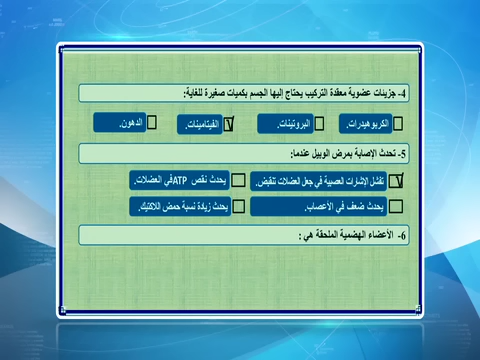 4- جزيئات عضوية معقدة التركيب يحتاج إليها الجسم بكميات صغيرة للغاية:
الكربوهيدرات. البروتينات. الفيتامينات. الدهون.
5- تحدث الإصابة بمرض الوبيل عندما:
تفشل الإشارات العصبية في جعل العضلات تنقبض. يحدث نقص ATP في العضلات.
يحدث ضعف في الأعصاب. يحدث زيادة نسبة حمض اللاكتيك.
6- الأعضاء الهضمية الملحقة هي :